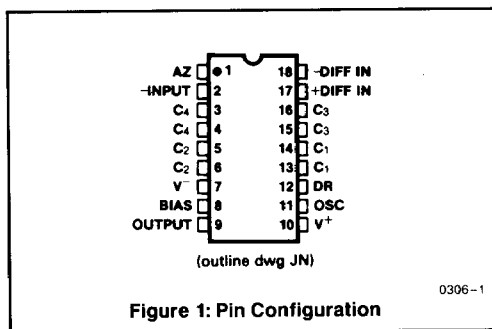 AZ 1 18 -DIFF IN
-INPUT 2 17 +DIFF IN
C4 3 16 C3
C4 4 15 C3
C2 5 14 C1
C2 6 13 C1
V- 7 12 DR
BIAS 8 11 OSC
OUTPUT 9 10 V+
(outline dwg JN)
0306-1
Figure 1: Pin Configuration